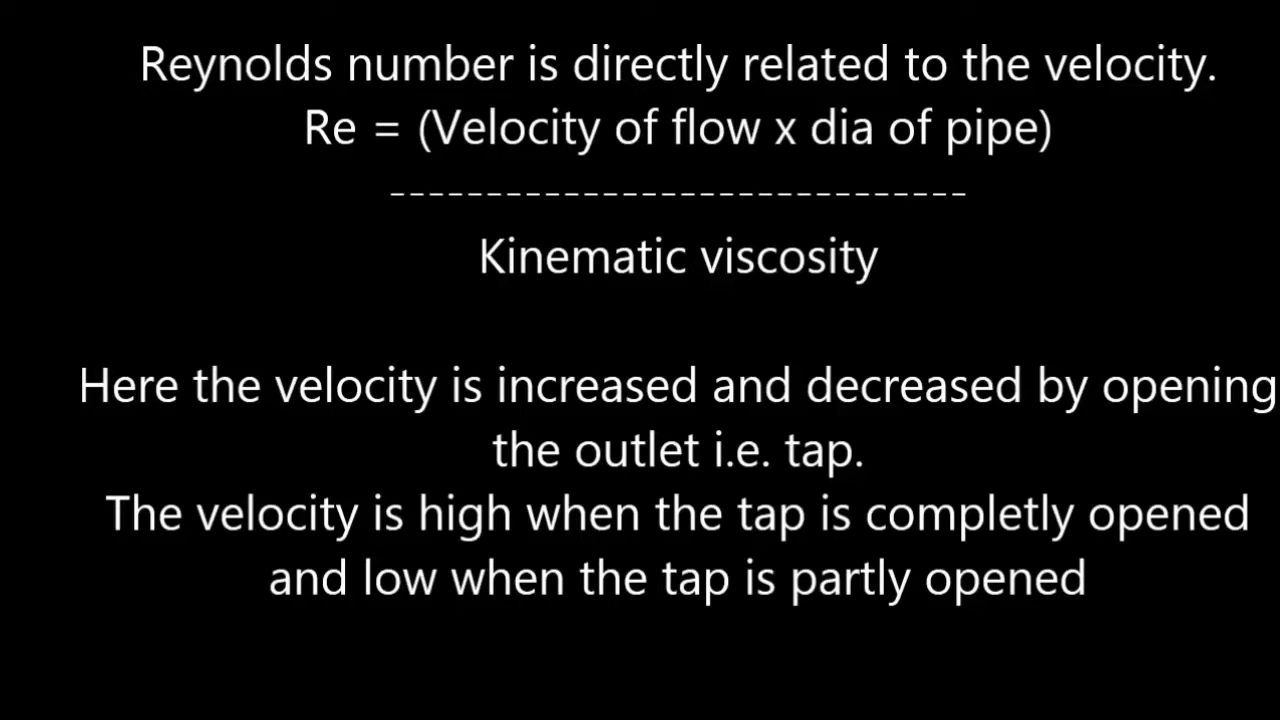 Reynolds number is directly related to the velocity.
Re = (Velocity of flow x dia of pipe)
------------------------------
Kinematic viscosity
Here the velocity is increased and decreased by opening
the outlet i.e. tap.
The velocity is high when the tap is completly opened
and low when the tap is partly opened